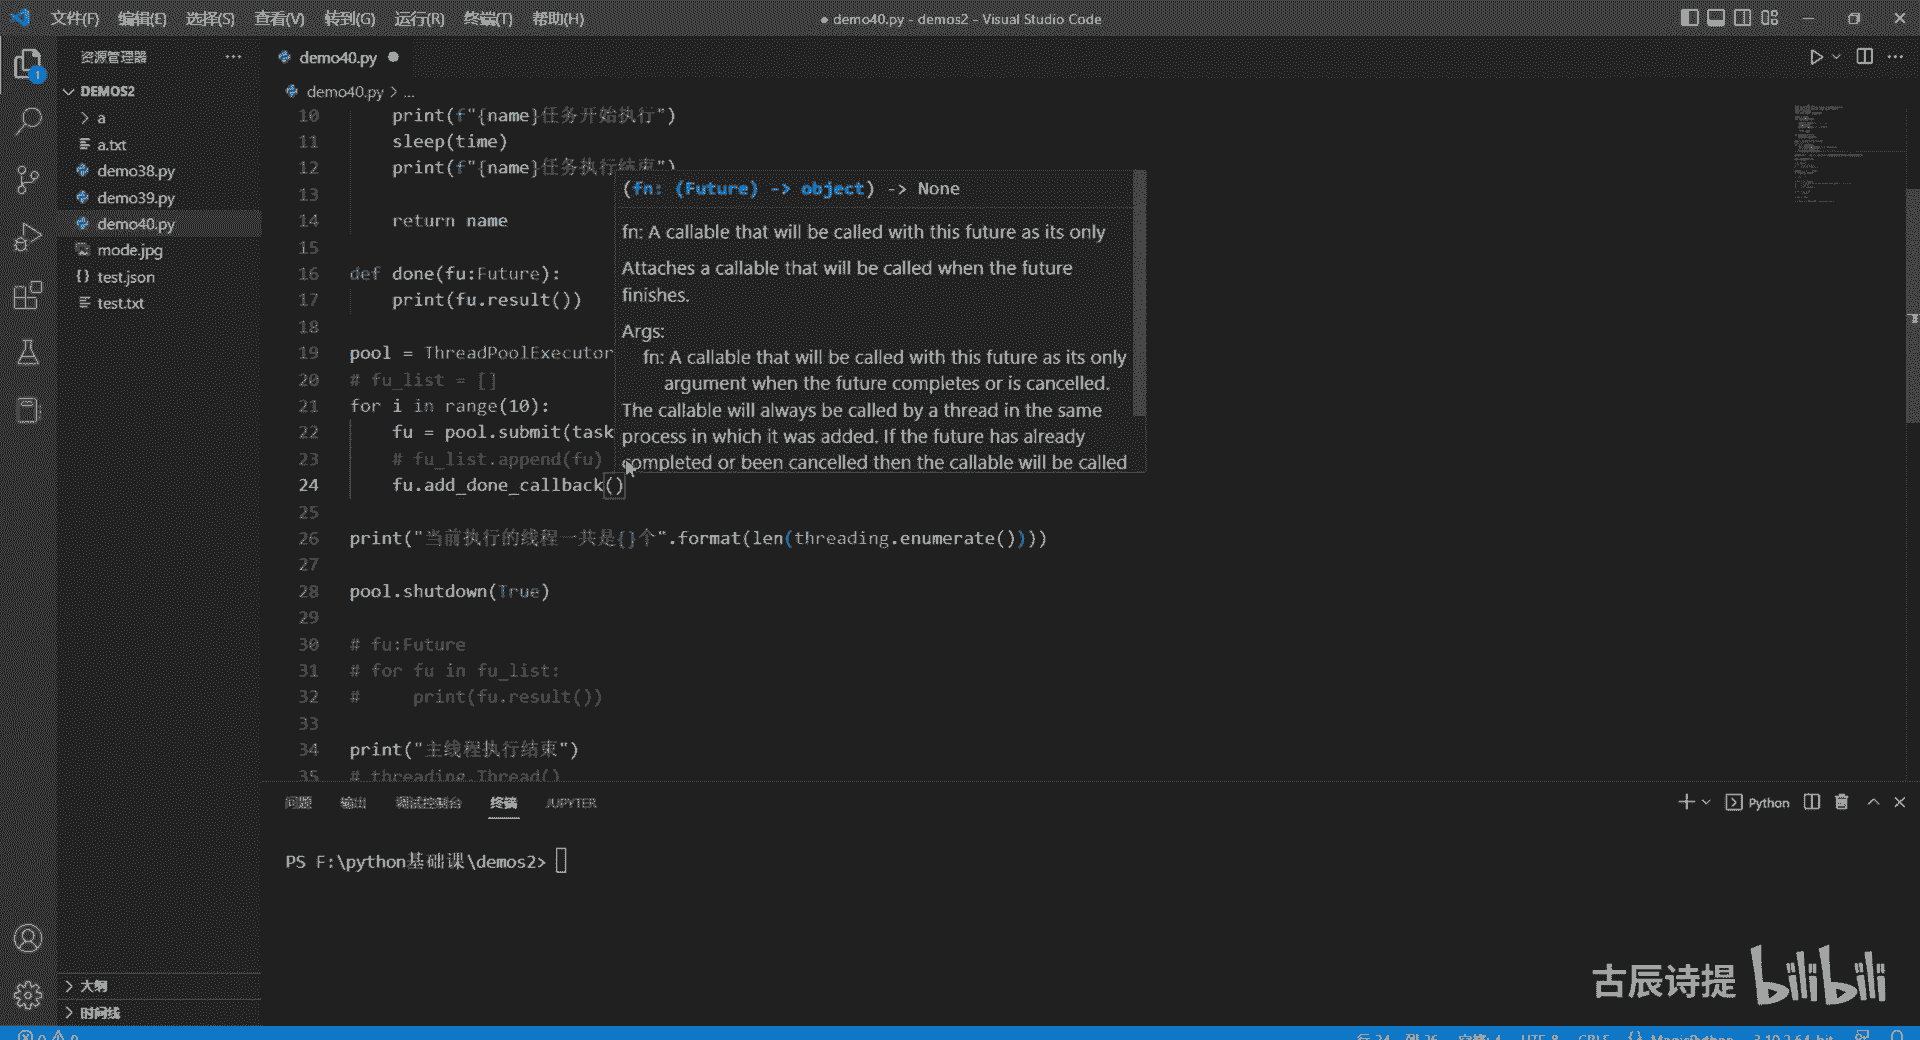 文件(F) 编辑(E) 选择(S) 查看(V) 转到(G) 运行(R) 终端(T) 帮助(H)
● demo40.py - demos2 - Visual Studio Code
资源管理器
1
DEMOS2
a
a.txt
demo38.py
demo39.py
demo40.py
mode.jpg
test.json
test.txt
大纲
时间线
demo40.py
demo40.py > ...
10 print(f"{name}任务开始执行")
11 sleep(time)
12 print(f"{name}任务执行结束")
13
14 return name
15
16 def done(fu:Future):
17 print(fu.result())
18
19 pool = ThreadPoolExecutor
20 # fu_list = []
21 for i in range(10):
22 fu = pool.submit(task
23 # fu_list.append(fu)
24 fu.add_done_callback()
25
26 print("当前执行的线程一共是{}个".format(len(threading.enumerate())))
27
28 pool.shutdown(True)
29
30 # fu:Future
31 # for fu in fu_list:
32 #     print(fu.result())
33
34 print("主线程执行结束")
35 # threading.Thread()
(fn: (Future) -> object) -> None
fn: A callable that will be called with this future as its only
Attaches a callable that will be called when the future
finishes.
Args:
fn: A callable that will be called with this future as its only
argument when the future completes or is cancelled.
The callable will always be called by a thread in the same
process in which it was added. If the future has already
completed or been cancelled then the callable will be called
问题 输出 调试控制台 终端 JUPYTER
Python
PS F:\python基础课\demos2>
古辰诗提 bilibili